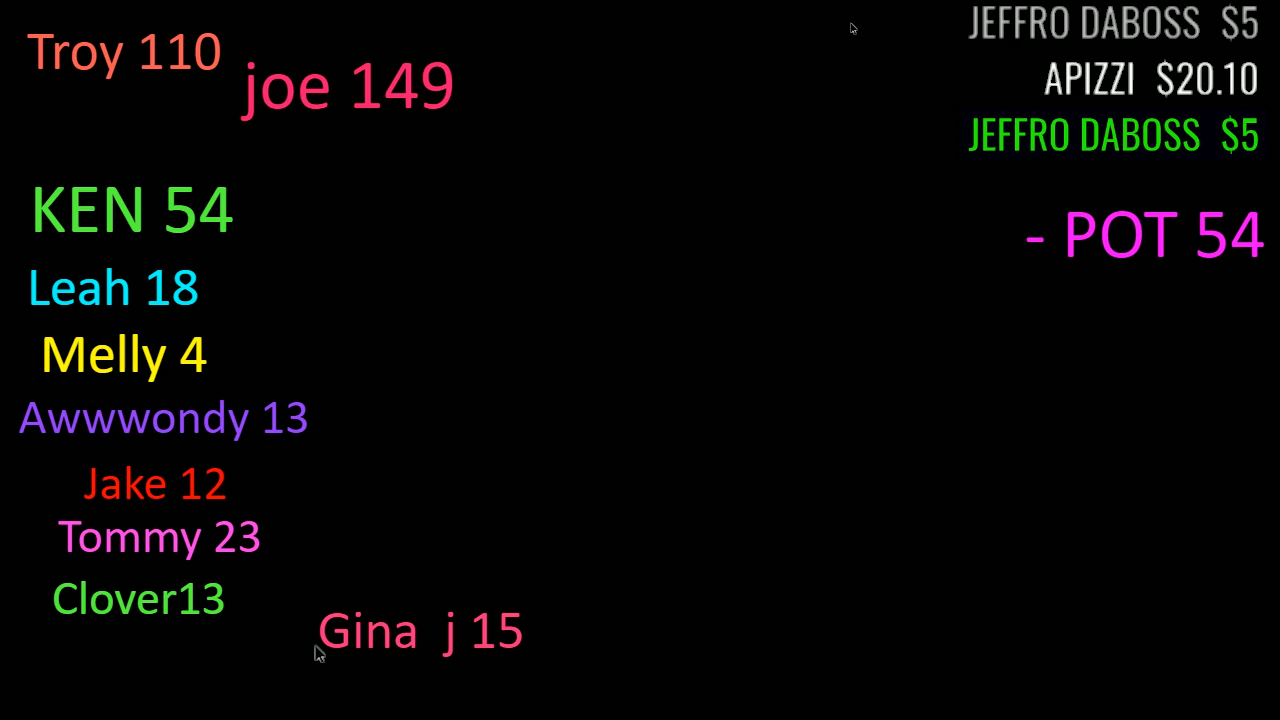 Troy 110
joe 149
KEN 54
Leah 18
Melly 4
Awwwondy 13
Jake 12
Tommy 23
Clover13
Gina j 15
JEFFRO DABOSS $5
APIZZI $20.10
JEFFRO DABOSS $5
- POT 54